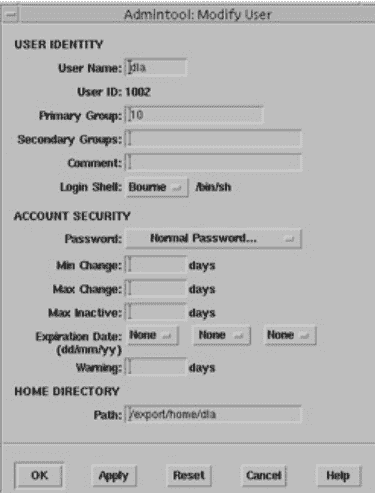 Admintool: Modify User
USER IDENTITY
User Name: dla
User ID: 1002
Primary Group: 10
Secondary Groups:
Comment:
Login Shell: Bourne /bin/sh
ACCOUNT SECURITY
Password: Normal Password...
Min Change: days
Max Change: days
Max Inactive: days
Expiration Date: None None None
(dd/mm/yy)
Warning: days
HOME DIRECTORY
Path: /export/home/dla
OK Apply Reset Cancel Help